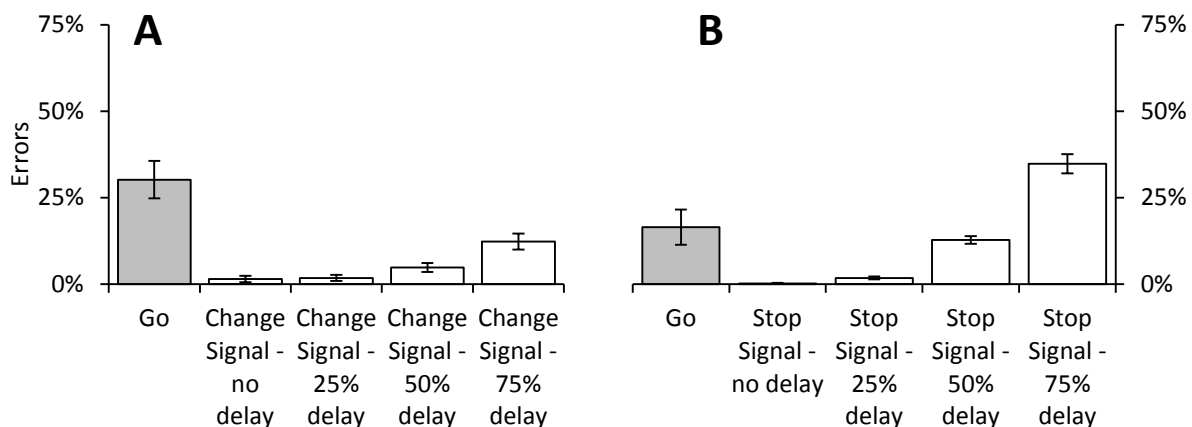 A
B
75%
50%
25%
0%
Errors
Go
Change
Signal -
no
delay
Change
Signal -
25%
delay
Change
Signal -
50%
delay
Change
Signal -
75%
delay
75%
50%
25%
0%
Go
Stop
Signal -
no delay
Stop
Signal -
25%
delay
Stop
Signal -
50%
delay
Stop
Signal -
75%
delay